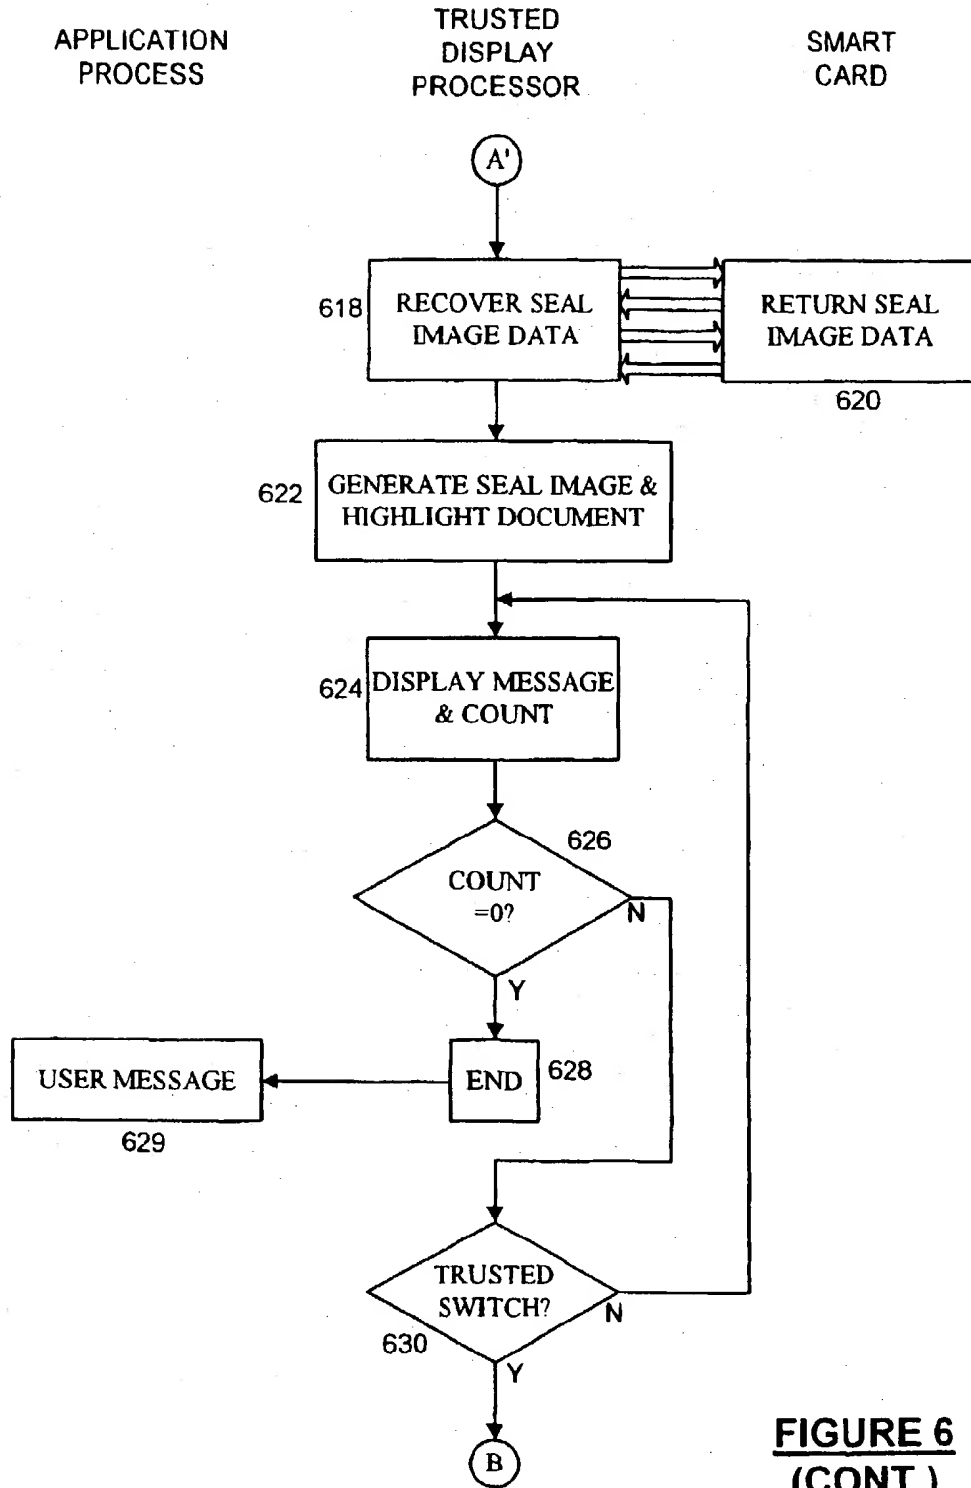 APPLICATION
PROCESS
TRUSTED
DISPLAY
PROCESSOR
SMART
CARD
A'
618
RECOVER SEAL
IMAGE DATA
RETURN SEAL
IMAGE DATA
620
622
GENERATE SEAL IMAGE &
HIGHLIGHT DOCUMENT
624
DISPLAY MESSAGE
& COUNT
626
COUNT
=0?
N
Y
USER MESSAGE
629
END
628
TRUSTED
SWITCH?
N
630
Y
B
FIGURE 6
(CONT.)